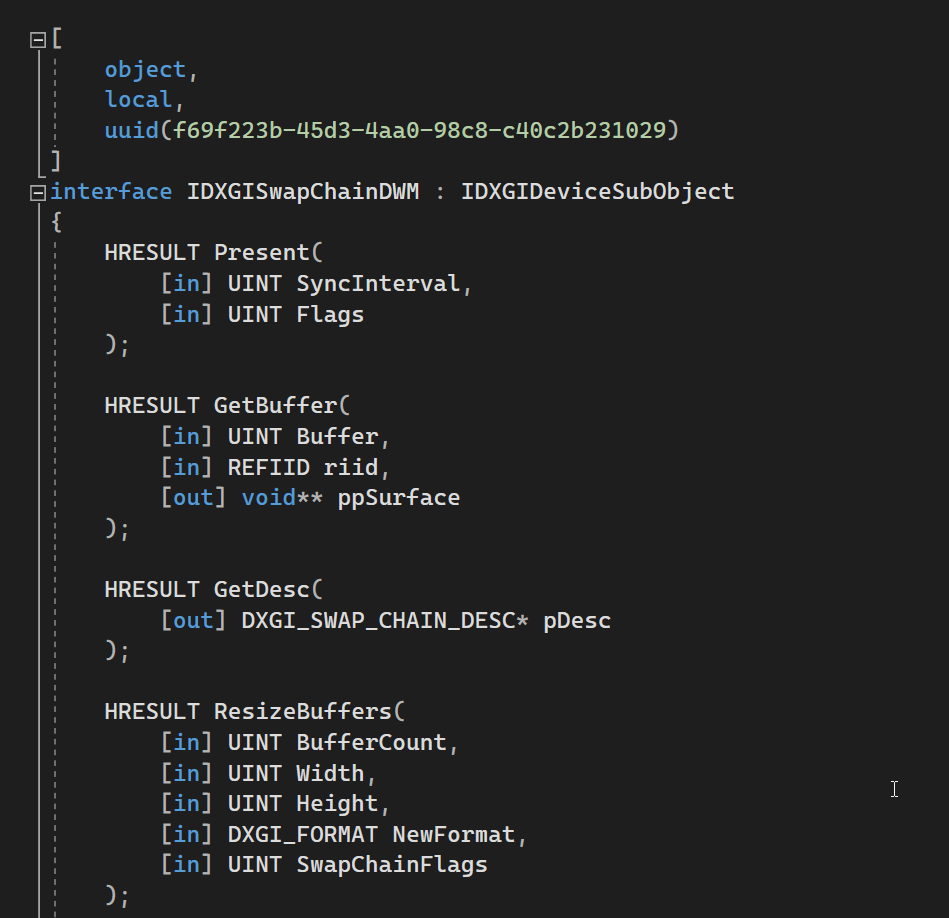 [
    object,
    local,
    uuid(f69f223b-45d3-4aa0-98c8-c40c2b231029)
]
interface IDXGISwapChainDWM : IDXGIDeviceSubObject
{
    HRESULT Present(
        [in] UINT SyncInterval,
        [in] UINT Flags
    );

    HRESULT GetBuffer(
        [in] UINT Buffer,
        [in] REFIID riid,
        [out] void** ppSurface
    );

    HRESULT GetDesc(
        [out] DXGI_SWAP_CHAIN_DESC* pDesc
    );

    HRESULT ResizeBuffers(
        [in] UINT BufferCount,
        [in] UINT Width,
        [in] UINT Height,
        [in] DXGI_FORMAT NewFormat,
        [in] UINT SwapChainFlags
    );